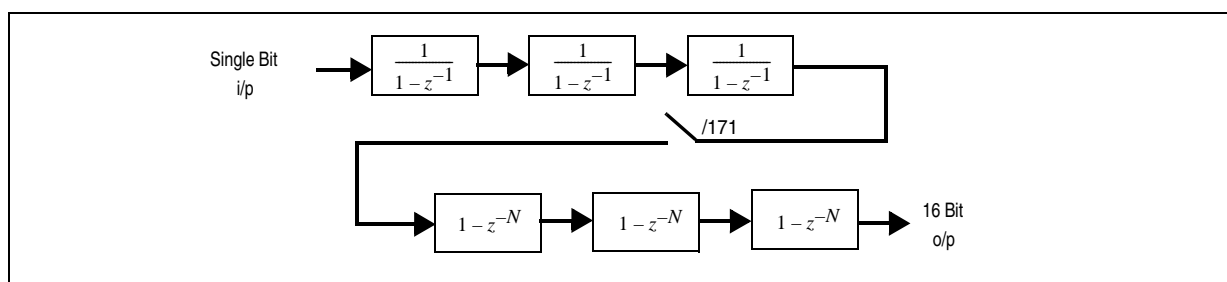 Single Bit
i/p
1
1 – z⁻¹
1
1 – z⁻¹
1
1 – z⁻¹
/171
1 – z⁻ᴺ
1 – z⁻ᴺ
1 – z⁻ᴺ
16 Bit
o/p